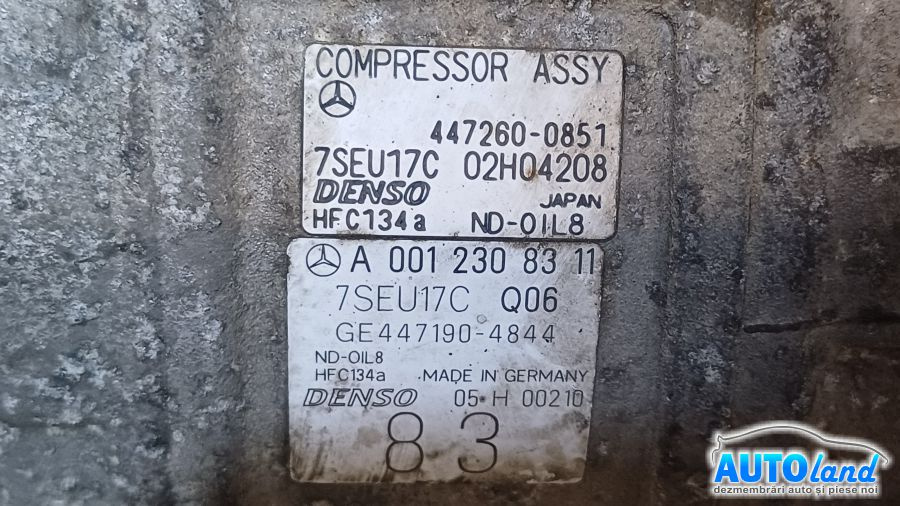 COMPRESSOR ASSY
447260-0851
7SEU17C 02H04208
DENSO JAPAN
HFC134a ND-OIL8
A 001 230 83 11
7SEU17C Q06
GE447190-4844
ND-OIL8
HFC134a MADE IN GERMANY
DENSO 05 H 00210
83
AUTOland
dezmembrări auto și piese noi